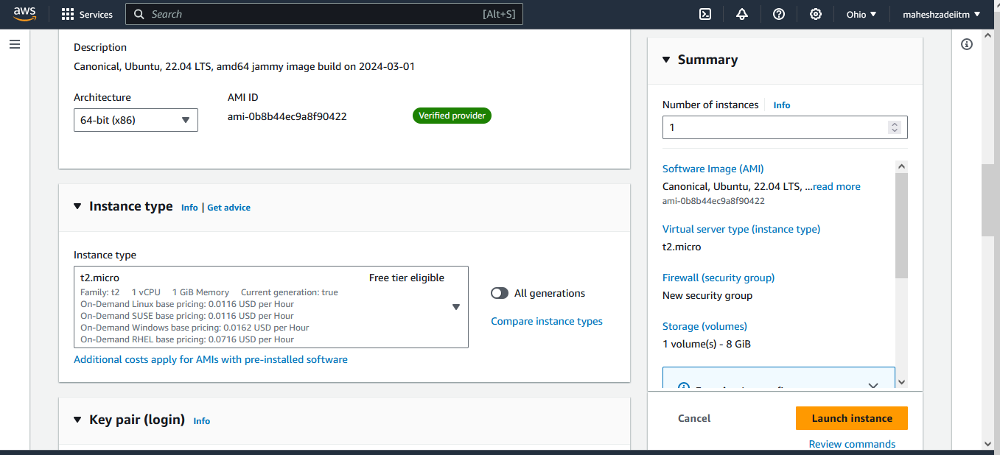 aws
Services
Search
[Alt+S]
Ohio
maheshzadeiitm
Description
Canonical, Ubuntu, 22.04 LTS, amd64 jammy image build on 2024-03-01
Architecture
AMI ID
64-bit (x86)
ami-0b8b44ec9a8f90422
Verified provider
Instance type
Info | Get advice
Instance type
t2.micro
Free tier eligible
Family: t2 1 vCPU 1 GiB Memory Current generation: true
On-Demand Linux base pricing: 0.0116 USD per Hour
On-Demand SUSE base pricing: 0.0116 USD per Hour
On-Demand Windows base pricing: 0.0162 USD per Hour
On-Demand RHEL base pricing: 0.0716 USD per Hour
All generations
Compare instance types
Additional costs apply for AMIs with pre-installed software
Key pair (login) Info
Summary
Number of instances Info
1
Software Image (AMI)
Canonical, Ubuntu, 22.04 LTS, ...read more
ami-0b8b44ec9a8f90422
Virtual server type (instance type)
t2.micro
Firewall (security group)
New security group
Storage (volumes)
1 volume(s) - 8 GiB
Cancel
Launch instance
Review commands